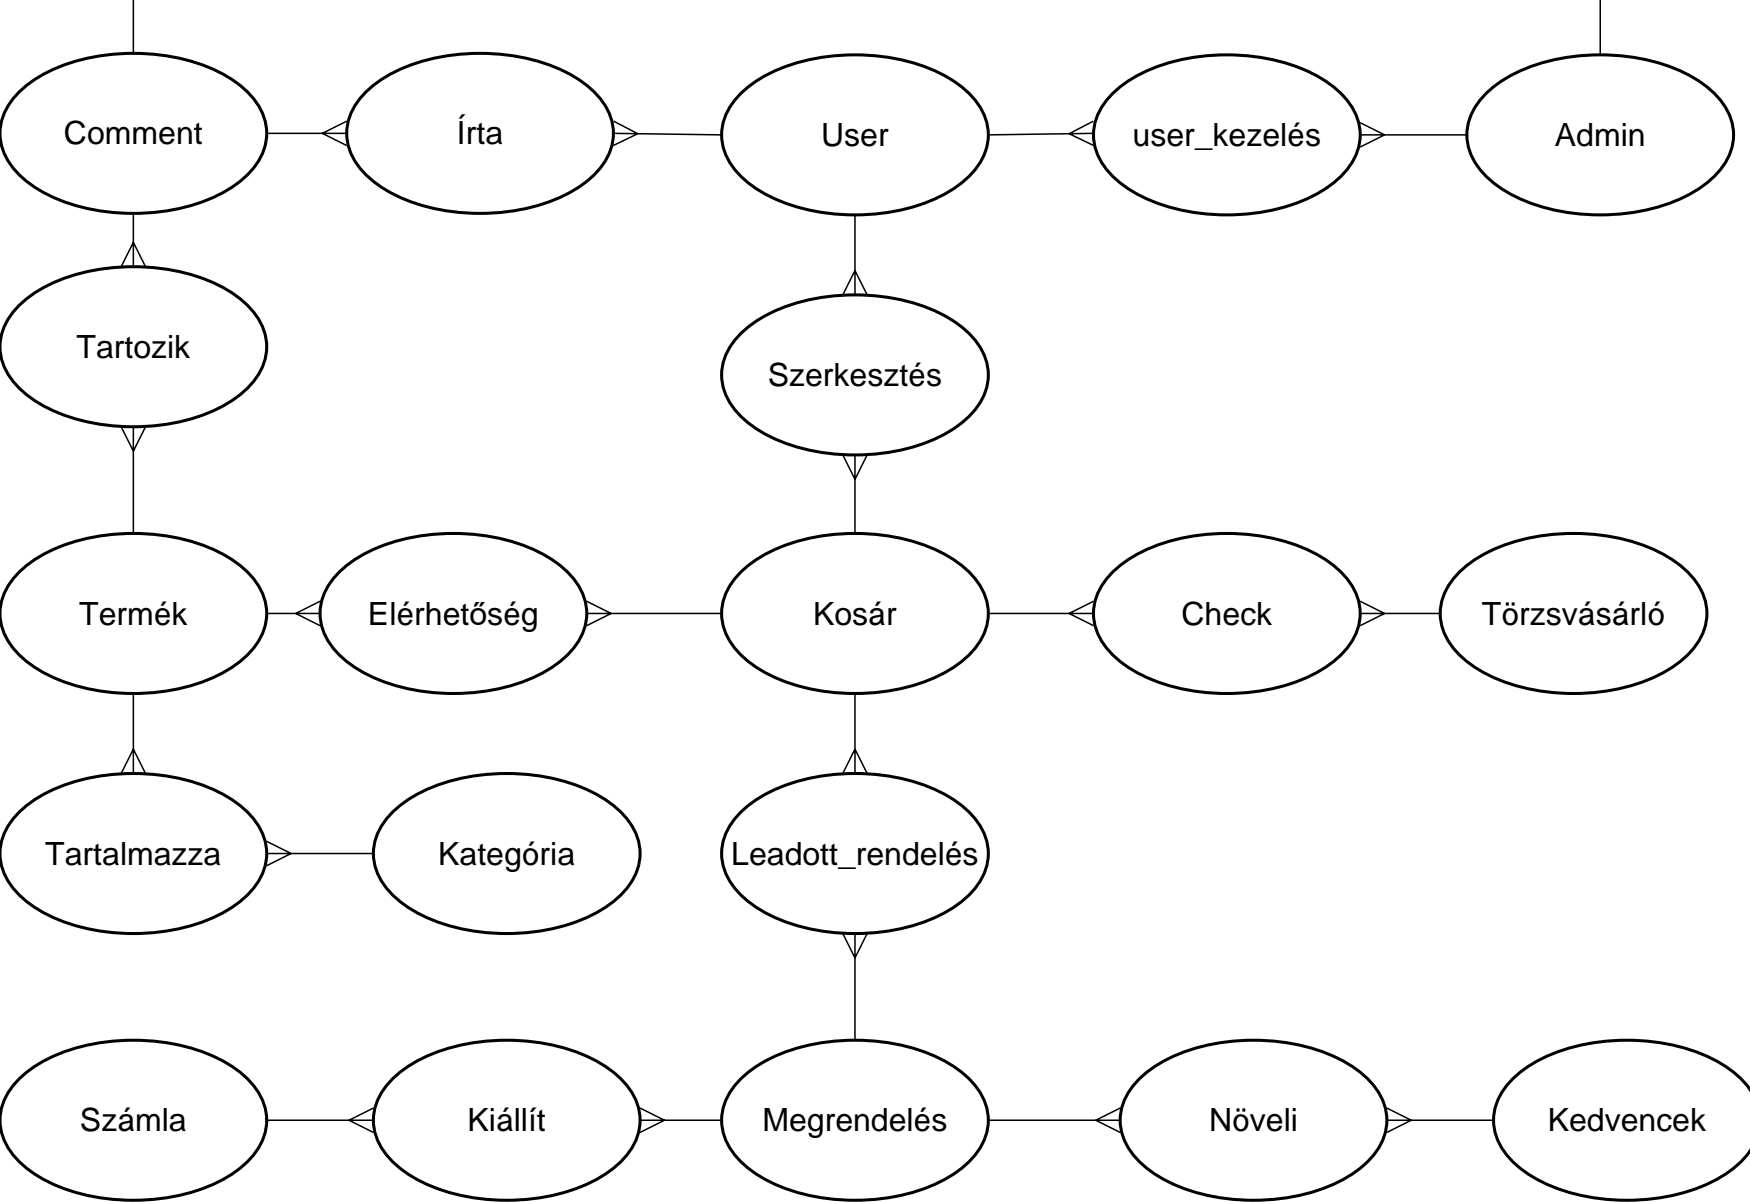 Comment
Írta
User
user_kezelés
Admin
Tartozik
Szerkesztés
Termék
Elérhetőség
Kosár
Check
Törzsvásárló
Tartalmazza
Kategória
Leadott_rendelés
Számla
Kiállít
Megrendelés
Növeli
Kedvencek